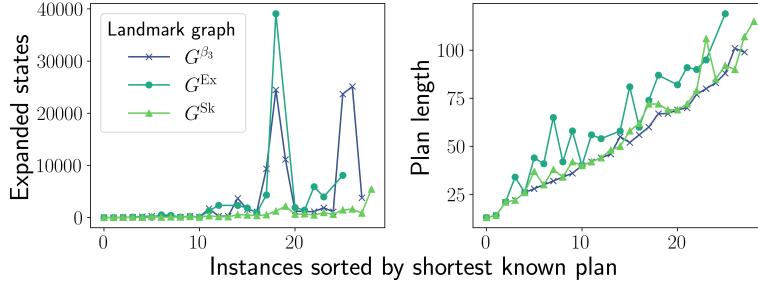 Expanded states
40000
30000
20000
10000
0
0
10
20
Landmark graph
G^{β₃}
G^{Ex}
G^{Sk}
Plan length
100
75
50
25
0
10
20
Instances sorted by shortest known plan